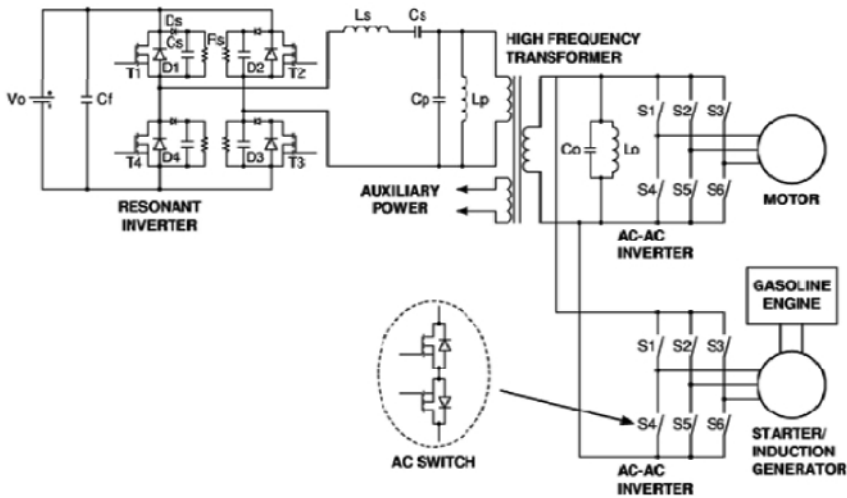 Ls
Cs
Ds
Cs
Rs
T1
D1
D2
T2
Vo
Cf
Cp
Lp
T4
D4
D3
T3
RESONANT
INVERTER
HIGH FREQUENCY
TRANSFORMER
AUXILIARY
POWER
Co
Lo
S1
S2
S3
S4
S5
S6
MOTOR
AC-AC
INVERTER
GASOLINE
ENGINE
S1
S2
S3
S4
S5
S6
STARTER/
INDUCTION
GENERATOR
AC SWITCH
AC-AC
INVERTER